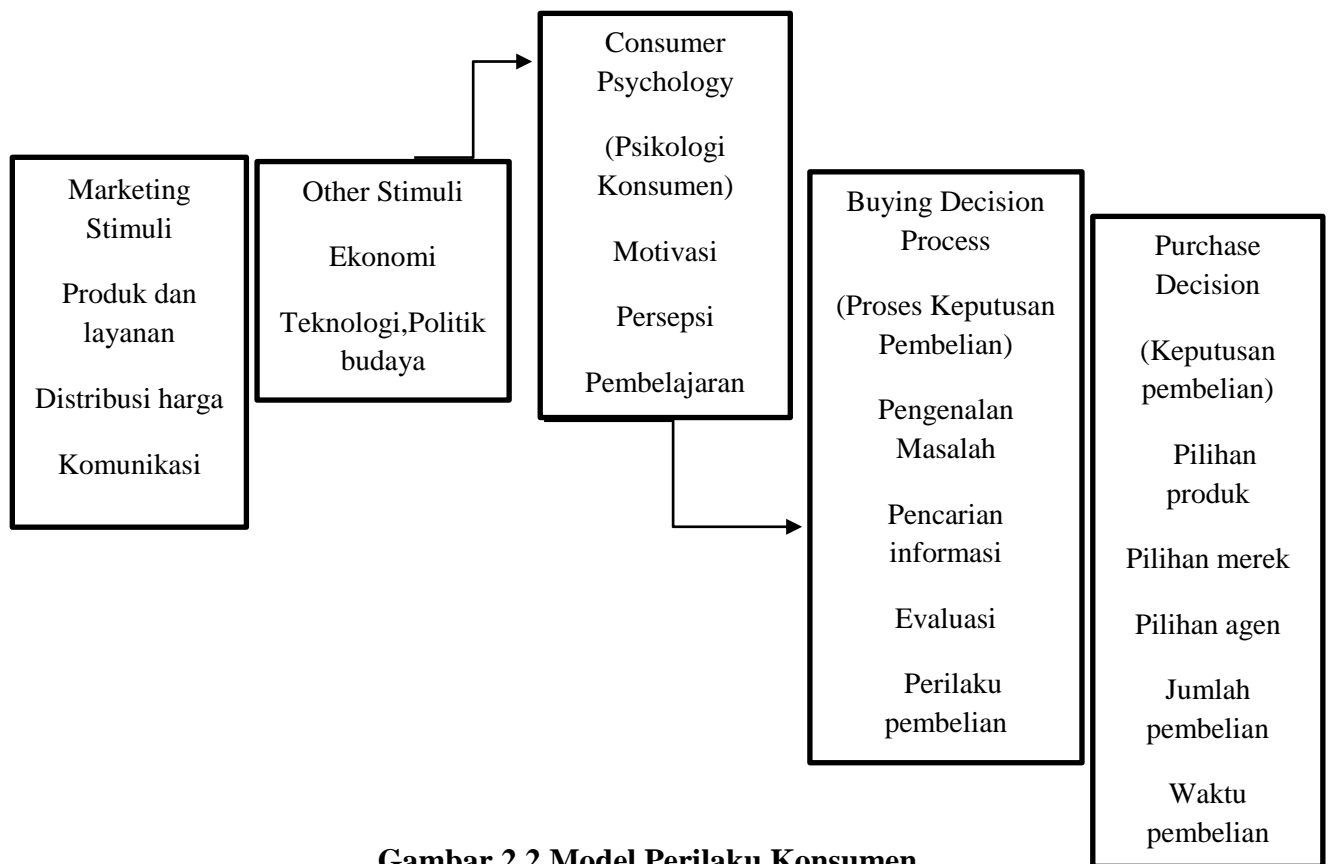 Marketing
Stimuli
Produk dan
layanan
Distribusi harga
Komunikasi
Other Stimuli
Ekonomi
Teknologi,Politik
budaya
Consumer
Psychology
(Psikologi
Konsumen)
Motivasi
Persepsi
Pembelajaran
Buying Decision
Process
(Proses Keputusan
Pembelian)
Pengenalan
Masalah
Pencarian
informasi
Evaluasi
Perilaku
pembelian
Purchase
Decision
(Keputusan
pembelian)
Pilihan
produk
Pilihan merek
Pilihan agen
Jumlah
pembelian
Waktu
pembelian
Gambar 2.2 Model Perilaku Konsumen